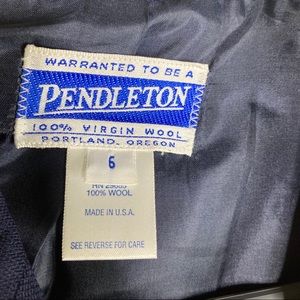 WARRANTED TO BE A
PENDLETON
100% VIRGIN WOOL
PORTLAND, OREGON
6
100% WOOL
MADE IN U.S.A.
SEE REVERSE FOR CARE